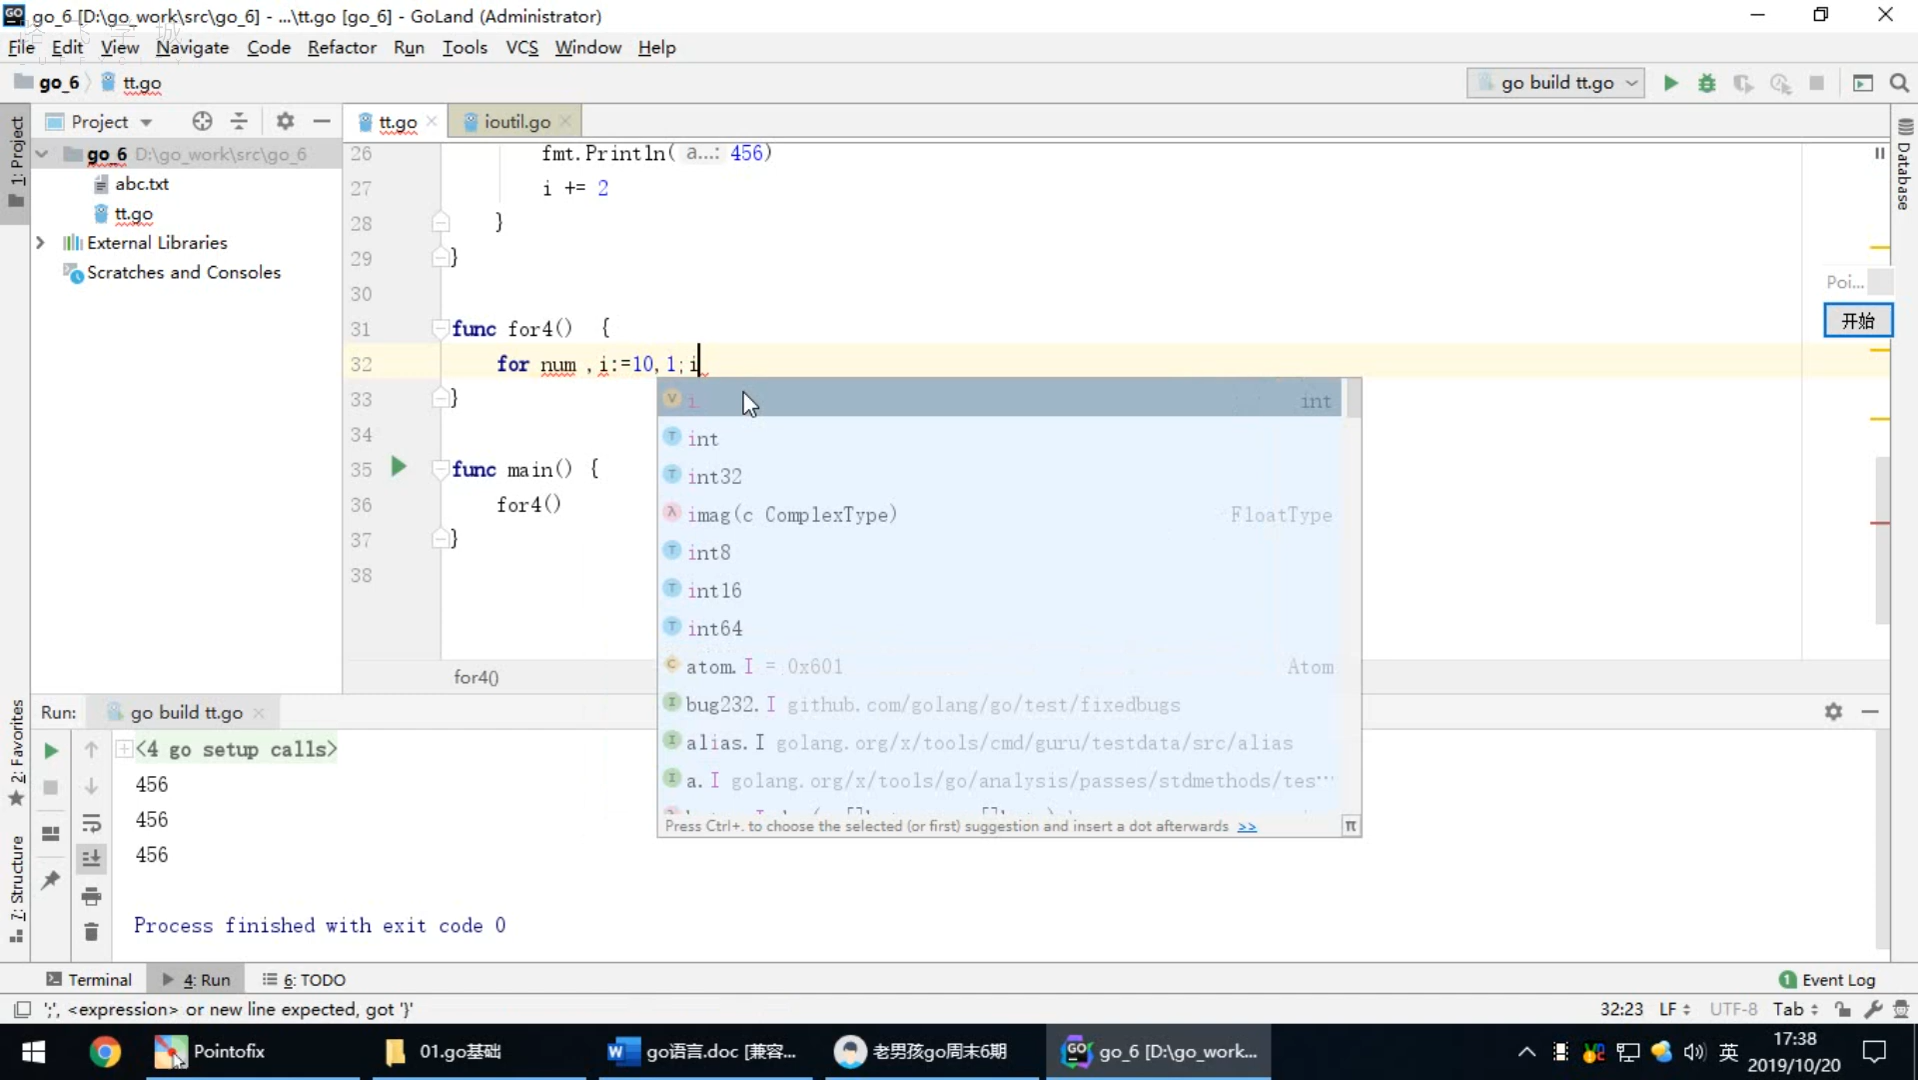 go_6 [D:\go_work\src\go_6] - ...\tt.go [go_6] - GoLand (Administrator)
File Edit View Navigate Code Refactor Run Tools VCS Window Help
go_6 tt.go go build tt.go
Project tt.go ioutil.go
1: Project
Database
go_6 D:\go_work\src\go_6
abc.txt
tt.go
External Libraries
Scratches and Consoles
26 fmt.Println( a...: 456)
27 i += 2
28 }
29 }
30
31 func for4() {
32 for num ,i:=10,1;i
33 }
34
35 func main() {
36 for4()
37 }
38
Poi...
开始
i int
int
int32
imag(c ComplexType) FloatType
int8
int16
int64
atom.I = 0x601 Atom
bug232.I github.com/golang/go/test/fixedbugs
alias.I golang.org/x/tools/cmd/guru/testdata/src/alias
a.I golang.org/x/tools/go/analysis/passes/stdmethods/tes…
Press Ctrl+. to choose the selected (or first) suggestion and insert a dot afterwards >> π
for4()
Run: go build tt.go
2: Favorites
7: Structure
<4 go setup calls>
456
456
456
Process finished with exit code 0
Terminal 4: Run 6: TODO 1 Event Log
';', <expression> or new line expected, got '}' 32:23 LF UTF-8 Tab
Pointofix 01.go基础 go语言.doc [兼容... 老男孩go周末6期 go_6 [D:\go_work... 英 17:38
2019/10/20